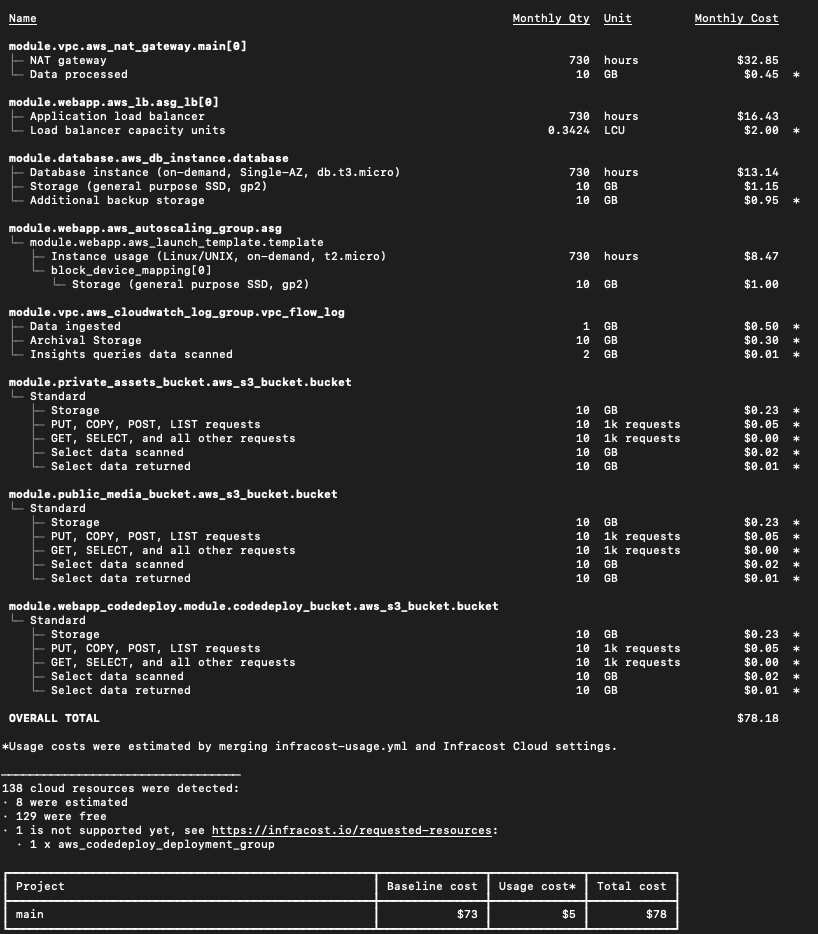 Name Monthly Qty Unit Monthly Cost
module.vpc.aws_nat_gateway.main[0]
├─ NAT gateway 730 hours $32.85
└─ Data processed 10 GB $0.45 *
module.webapp.aws_lb.asg_lb[0]
├─ Application load balancer 730 hours $16.43
└─ Load balancer capacity units 0.3424 LCU $2.00 *
module.database.aws_db_instance.database
├─ Database instance (on-demand, Single-AZ, db.t3.micro) 730 hours $13.14
├─ Storage (general purpose SSD, gp2) 10 GB $1.15
└─ Additional backup storage 10 GB $0.95 *
module.webapp.aws_autoscaling_group.asg
└─ module.webapp.aws_launch_template.template
├─ Instance usage (Linux/UNIX, on-demand, t2.micro) 730 hours $8.47
└─ block_device_mapping[0]
└─ Storage (general purpose SSD, gp2) 10 GB $1.00
module.vpc.aws_cloudwatch_log_group.vpc_flow_log
├─ Data ingested 1 GB $0.50 *
├─ Archival Storage 10 GB $0.30 *
└─ Insights queries data scanned 2 GB $0.01 *
module.private_assets_bucket.aws_s3_bucket.bucket
└─ Standard
├─ Storage 10 GB $0.23 *
├─ PUT, COPY, POST, LIST requests 10 1k requests $0.05 *
├─ GET, SELECT, and all other requests 10 1k requests $0.00 *
├─ Select data scanned 10 GB $0.02 *
└─ Select data returned 10 GB $0.01 *
module.public_media_bucket.aws_s3_bucket.bucket
└─ Standard
├─ Storage 10 GB $0.23 *
├─ PUT, COPY, POST, LIST requests 10 1k requests $0.05 *
├─ GET, SELECT, and all other requests 10 1k requests $0.00 *
├─ Select data scanned 10 GB $0.02 *
└─ Select data returned 10 GB $0.01 *
module.webapp_codedeploy.module.codedeploy_bucket.aws_s3_bucket.bucket
└─ Standard
├─ Storage 10 GB $0.23 *
├─ PUT, COPY, POST, LIST requests 10 1k requests $0.05 *
├─ GET, SELECT, and all other requests 10 1k requests $0.00 *
├─ Select data scanned 10 GB $0.02 *
└─ Select data returned 10 GB $0.01 *
OVERALL TOTAL $78.18
*Usage costs were estimated by merging infracost-usage.yml and Infracost Cloud settings.
138 cloud resources were detected:
· 8 were estimated
· 129 were free
· 1 is not supported yet, see https://infracost.io/requested-resources:
· 1 x aws_codedeploy_deployment_group
Project Baseline cost Usage cost* Total cost
main $73 $5 $78